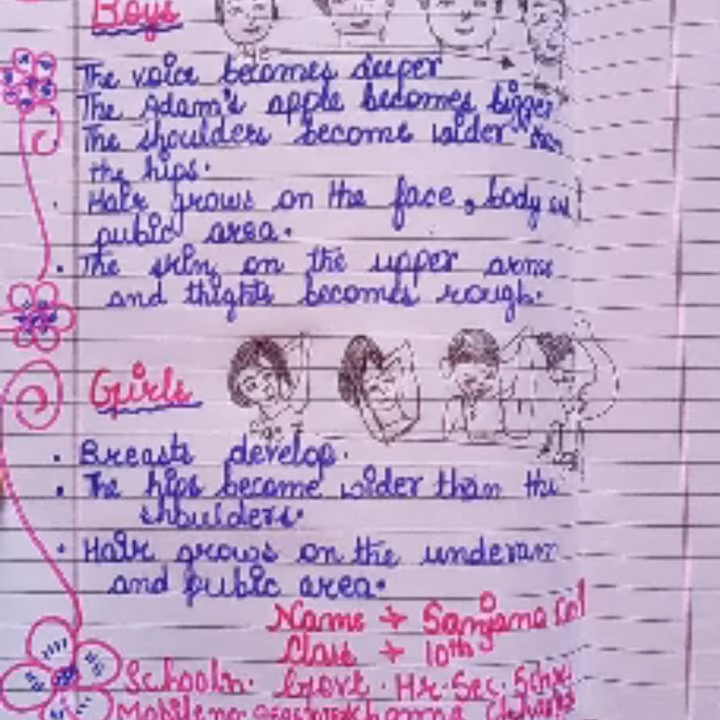 Boys
The voice becomes deeper
The Adam's apple becomes bigger
The shoulders become wider than
the hips.
· Hair grows on the face, body
pubic area.
· The skin on the upper arms
and thights becomes rough.
Girls
· Breasts develop.
· The hips become wider than the
shoulders.
· Hair grows on the underarm
and pubic area.
Name → Sanjana
Class → 10th
School Govt. Hr. Sec. School
Mobile no